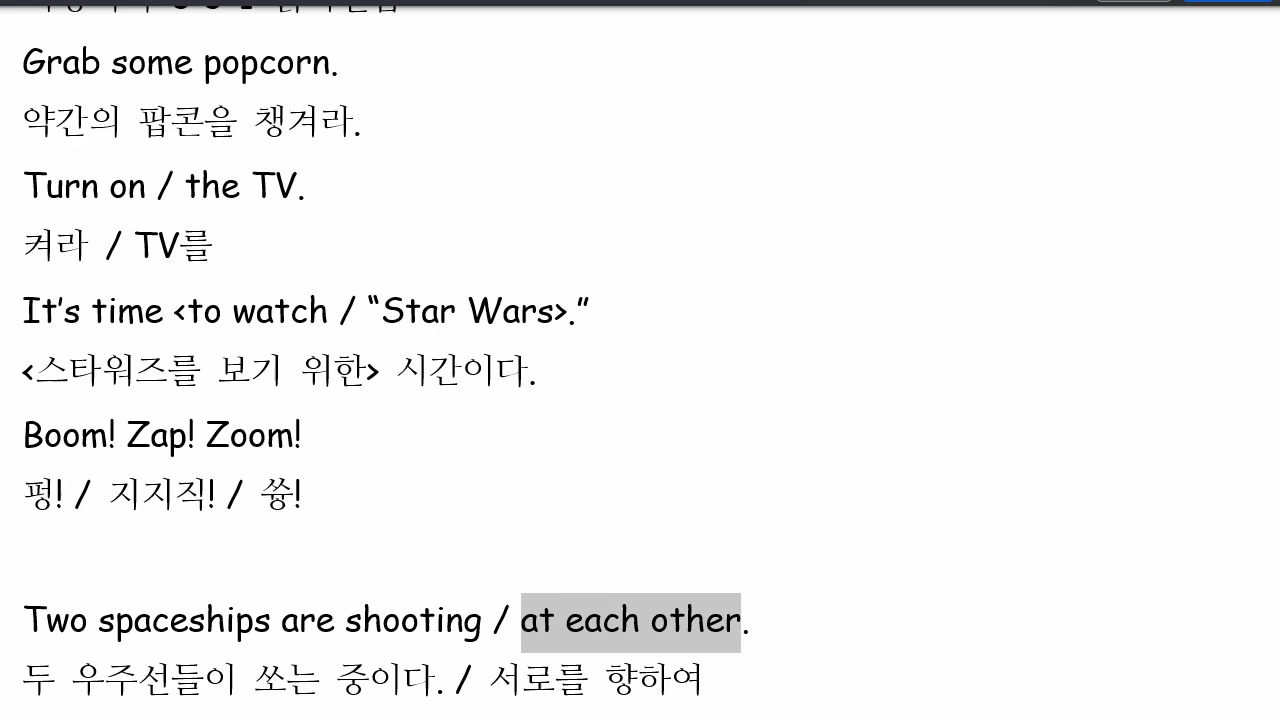 Grab some popcorn.
약간의 팝콘을 챙겨라.
Turn on / the TV.
켜라 / TV를
It’s time <to watch / “Star Wars>.”
<스타워즈를 보기 위한> 시간이다.
Boom! Zap! Zoom!
펑! / 지지직! / 쓩!
Two spaceships are shooting / at each other.
두 우주선들이 쏘는 중이다. / 서로를 향하여